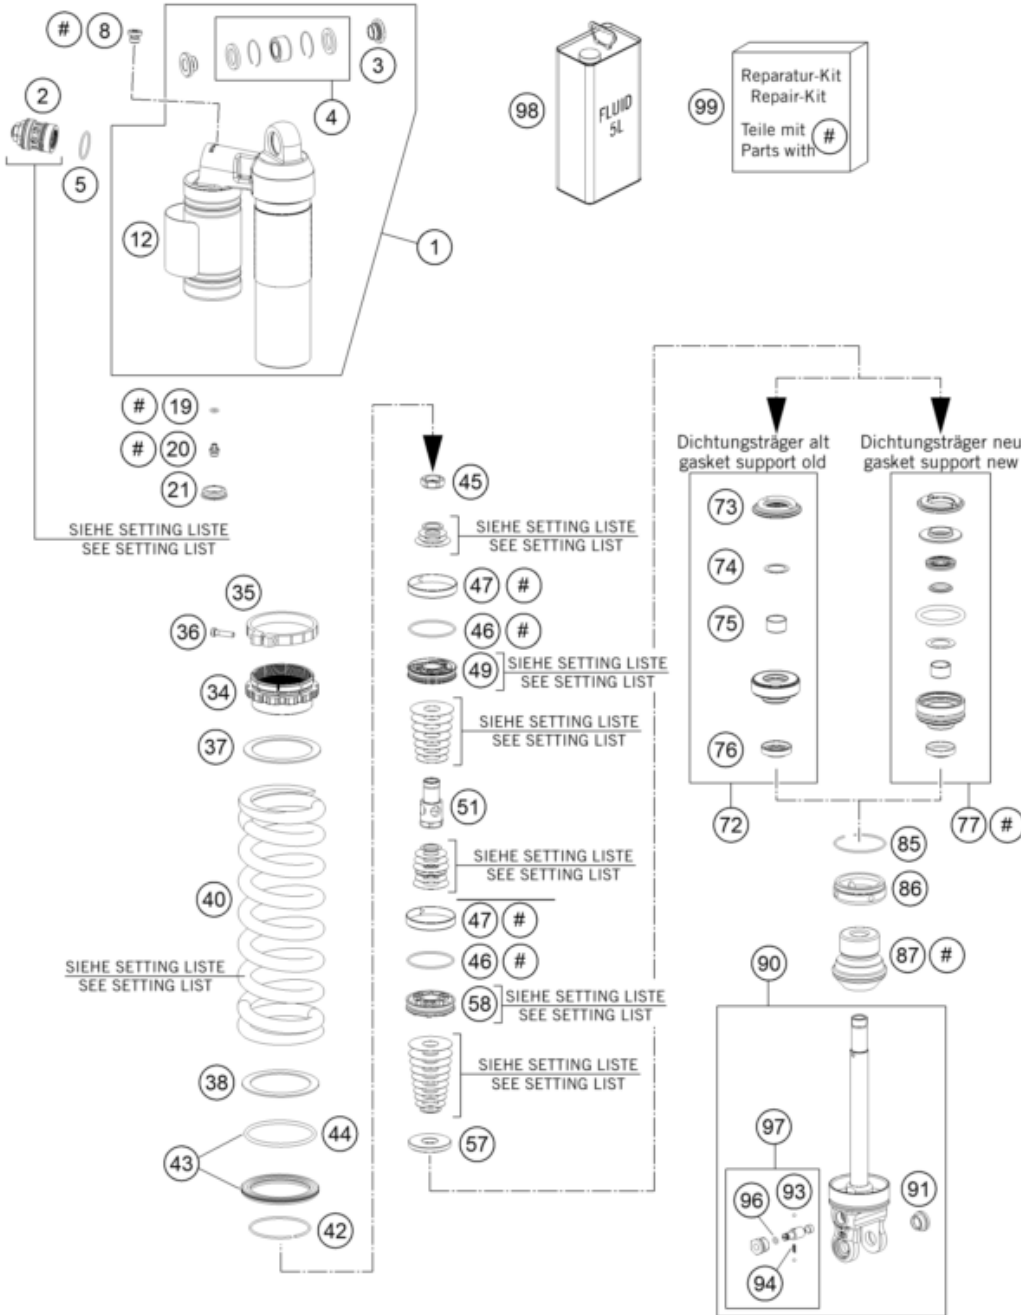 # 8
2
5
12
3
4
1
98
FLUID
5L
99
Reparatur-Kit
Repair-Kit
Teile mit
Parts with #
# 19
# 20
21
SIEHE SETTING LISTE
SEE SETTING LIST
35
36
34
37
40
SIEHE SETTING LISTE
SEE SETTING LIST
38
44
43
42
45
SIEHE SETTING LISTE
SEE SETTING LIST
47 #
46 #
49
SIEHE SETTING LISTE
SEE SETTING LIST
SIEHE SETTING LISTE
SEE SETTING LIST
51
SIEHE SETTING LISTE
SEE SETTING LIST
47 #
46 #
58
SIEHE SETTING LISTE
SEE SETTING LIST
SIEHE SETTING LISTE
SEE SETTING LIST
57
Dichtungsträger alt
gasket support old
73
74
75
76
72
Dichtungsträger neu
gasket support new
77 #
85
86
87 #
90
97
96
93
94
91